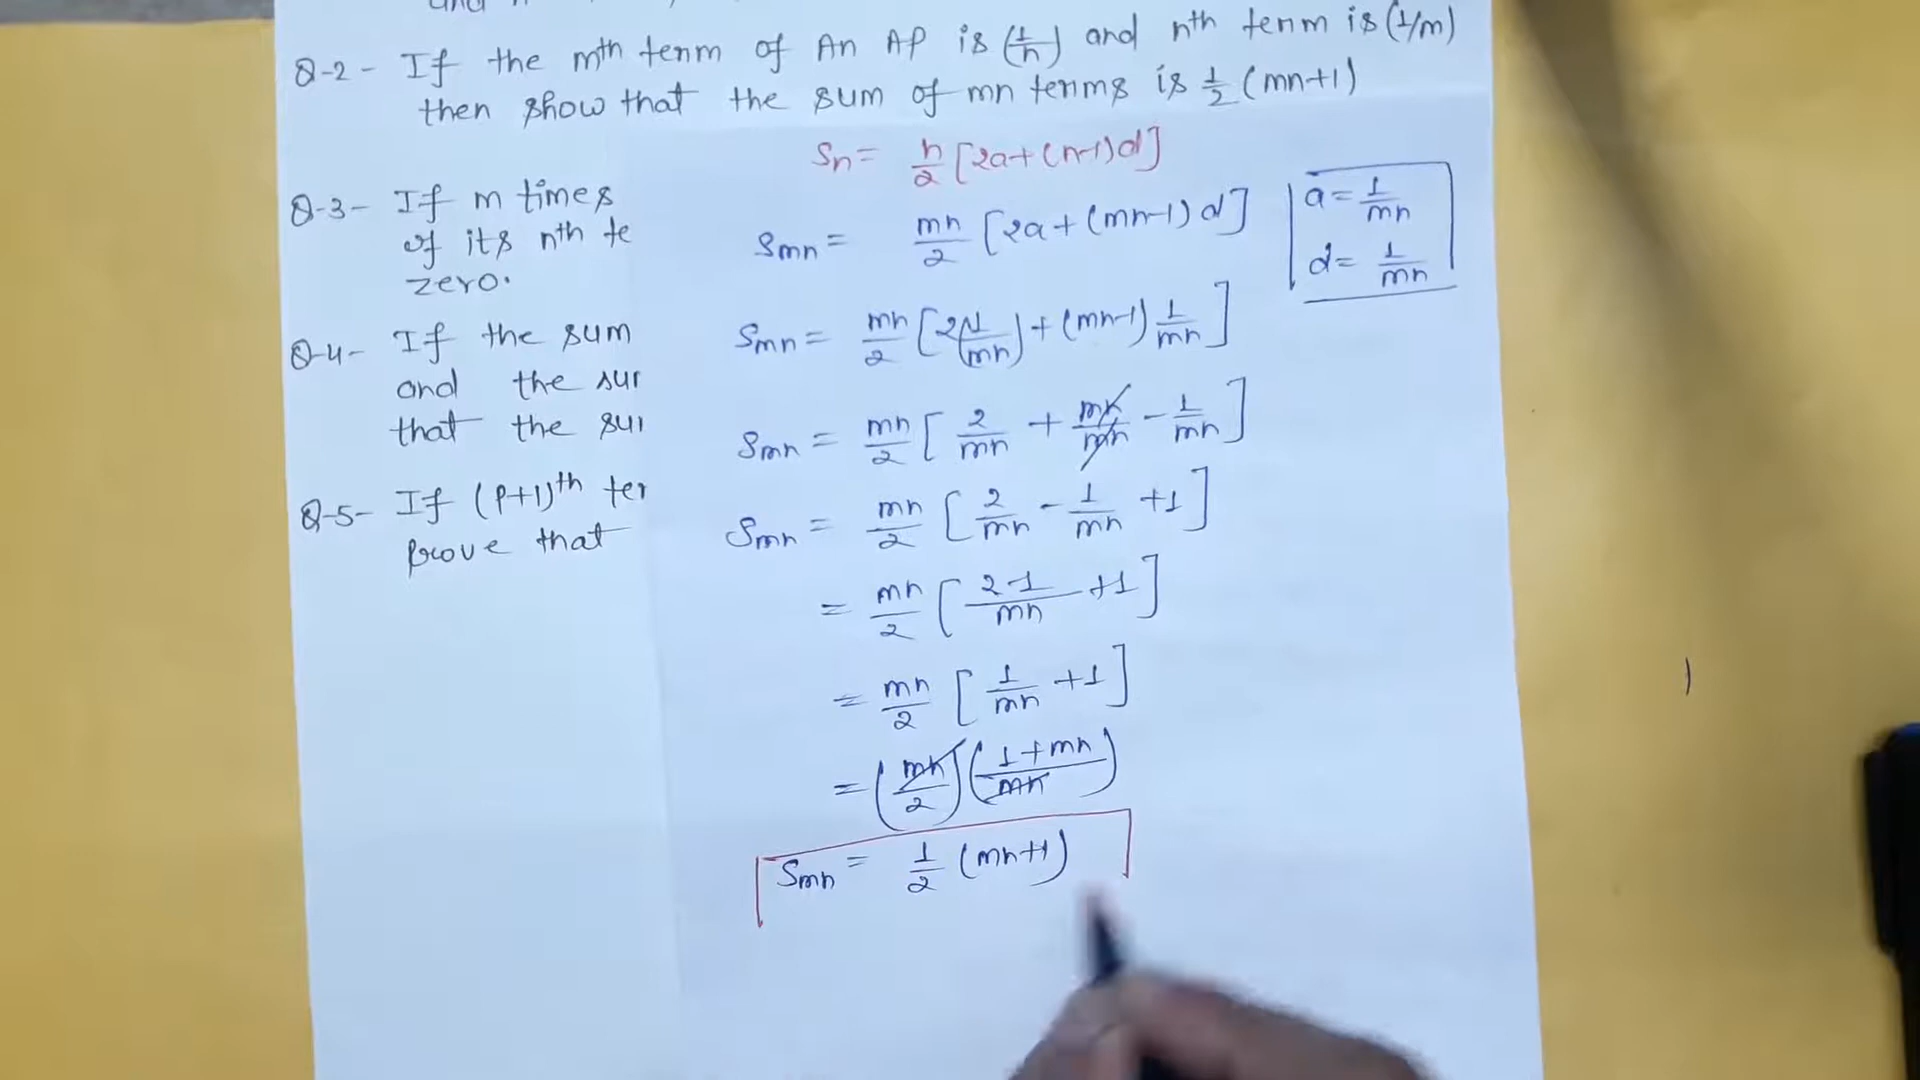 Q-2- If the mth term of An AP is (1/n) and nth term is (1/m)
then show that the sum of mn terms is 1/2 (mn+1)
Q-3- If m times
of its nth te
zero.
Q-4- If the sum
and the sur
that the sur
Q-5- If (p+1)th ter
prove that
Sn = n/2 [2a+(n-1)d]
Smn = mn/2 [2a+(mn-1)d]
a = 1/mn
d = 1/mn
Smn = mn/2 [2(1/mn)+(mn-1) 1/mn]
Smn = mn/2 [2/mn + mn/mn - 1/mn]
Smn = mn/2 [2/mn - 1/mn +1]
= mn/2 [2-1/mn +1]
= mn/2 [1/mn +1]
= (mn/2)(1+mn/mn)
Smn = 1/2 (mn+1)